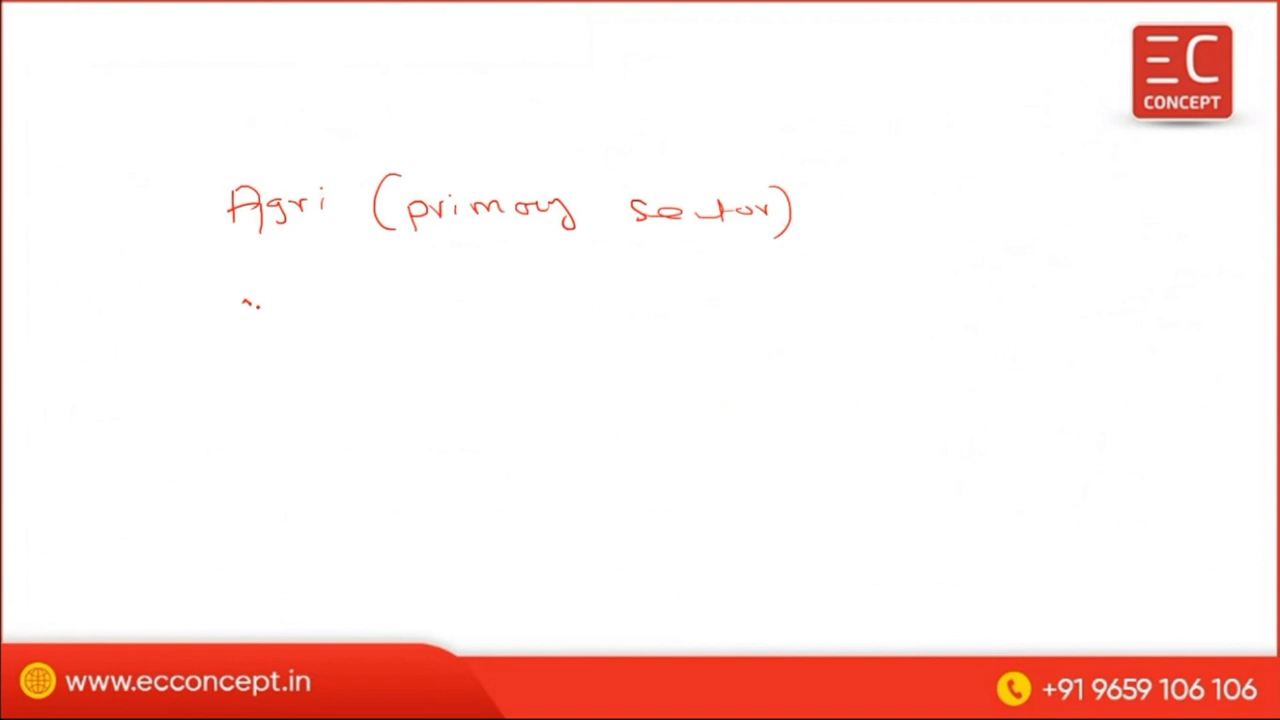 EC
CONCEPT
Agri (primary sector)
www.ecconcept.in
+91 9659 106 106